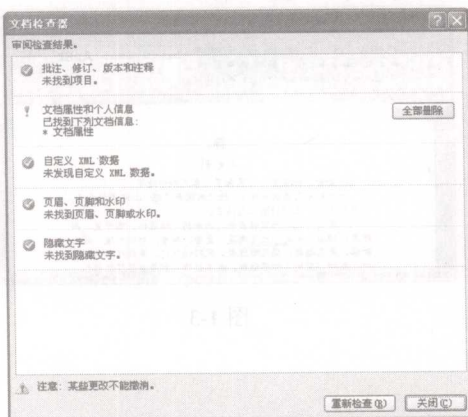 文档检查器
审阅检查结果。
批注、修订、版本和注释
未找到项目。
文档属性和个人信息
已找到下列文档信息:
* 文档属性
全部删除
自定义 XML 数据
未发现自定义 XML 数据。
页眉、页脚和水印
未找到页眉、页脚或水印。
隐藏文字
未找到隐藏文字。
注意: 某些更改不能撤消。
重新检查(R)
关闭(C)